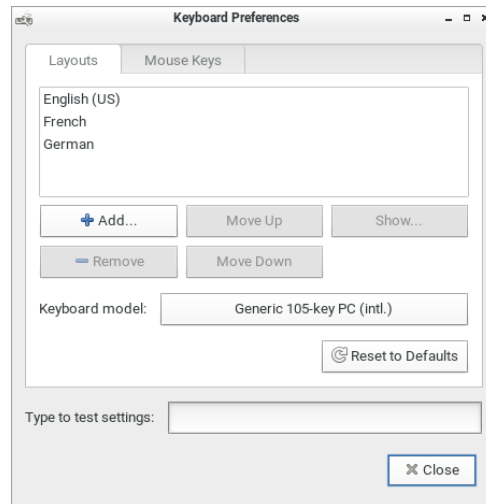 Keyboard Preferences
Layouts Mouse Keys
English (US)
French
German
Add... Move Up Show...
Remove Move Down
Keyboard model: Generic 105-key PC (intl.)
Reset to Defaults
Type to test settings:
Close